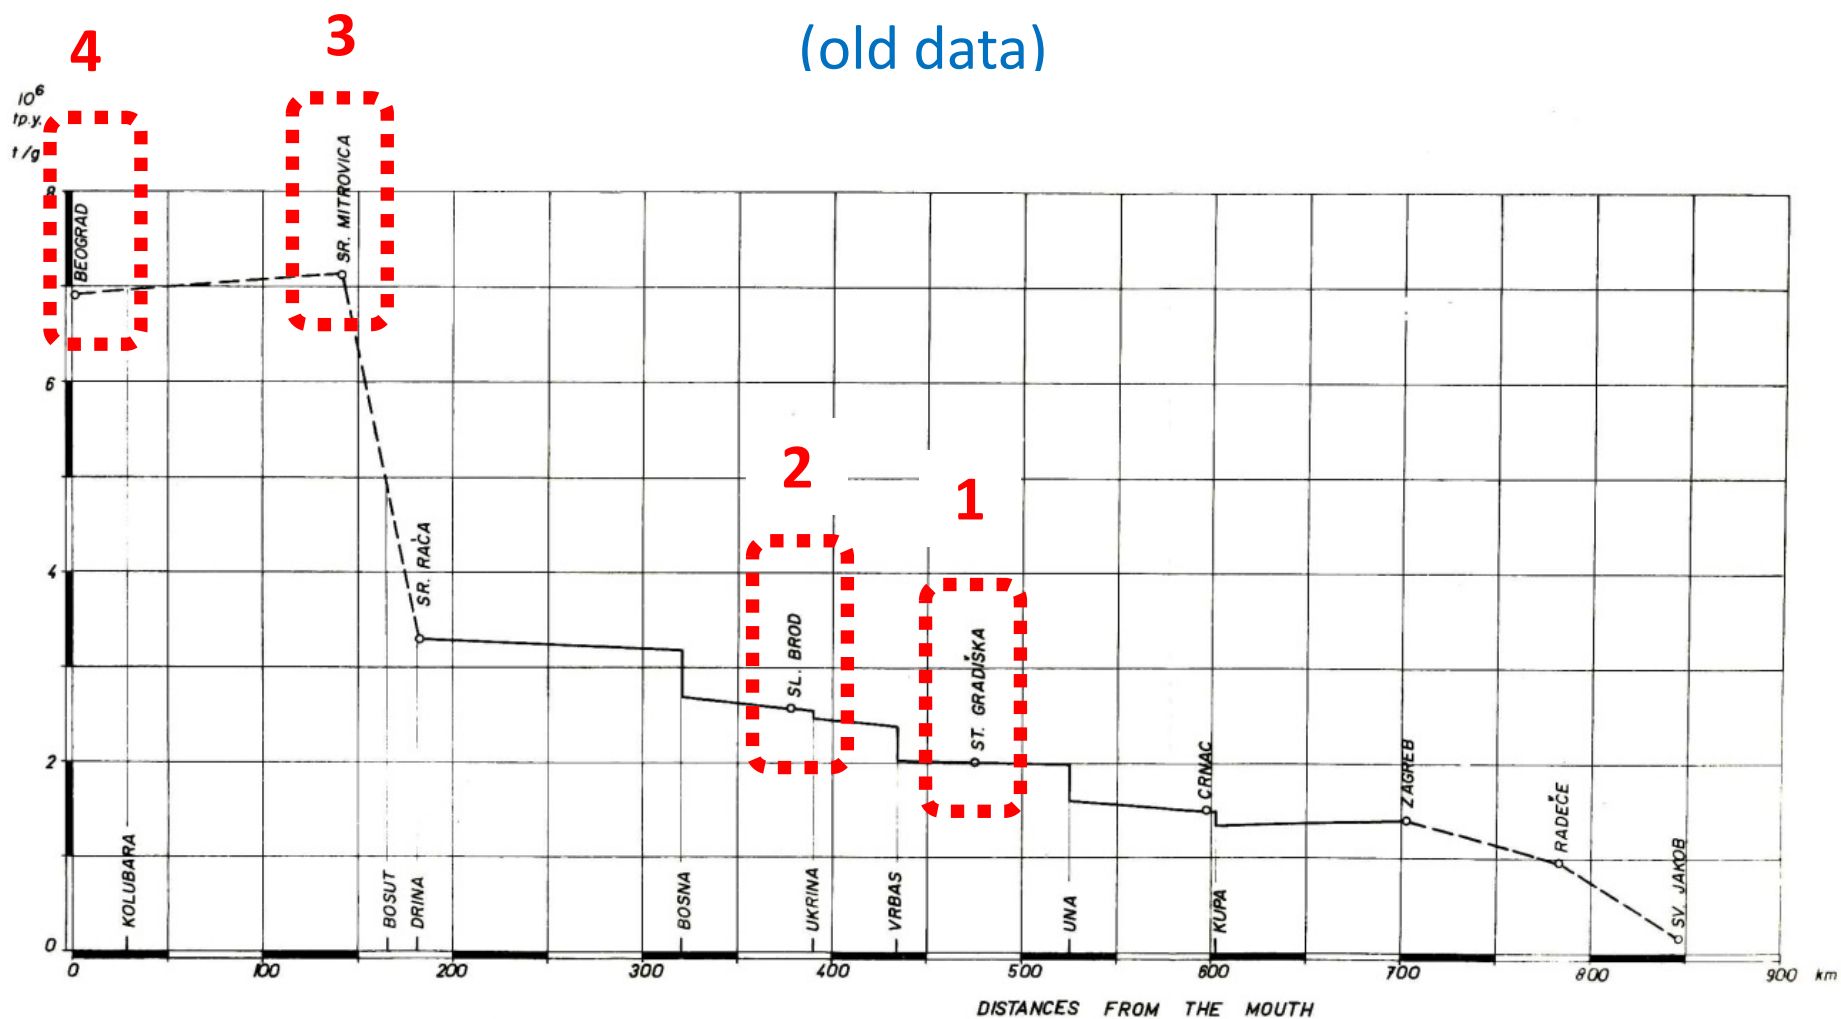 (old data)
4
3
2
1
10⁶
tp.y.
t/g
8
6
4
2
0
BEOGRAD
SR. MITROVICA
SR. RAČA
SL. BROD
ST. GRADIŠKA
CRNAC
ZAGREB
RADEČE
SV. JAKOB
KOLUBARA
BOSUT
DRINA
BOSNA
UKRINA
VRBAS
UNA
KUPA
0 100 200 300 400 500 600 700 800 900 km
DISTANCES FROM THE MOUTH